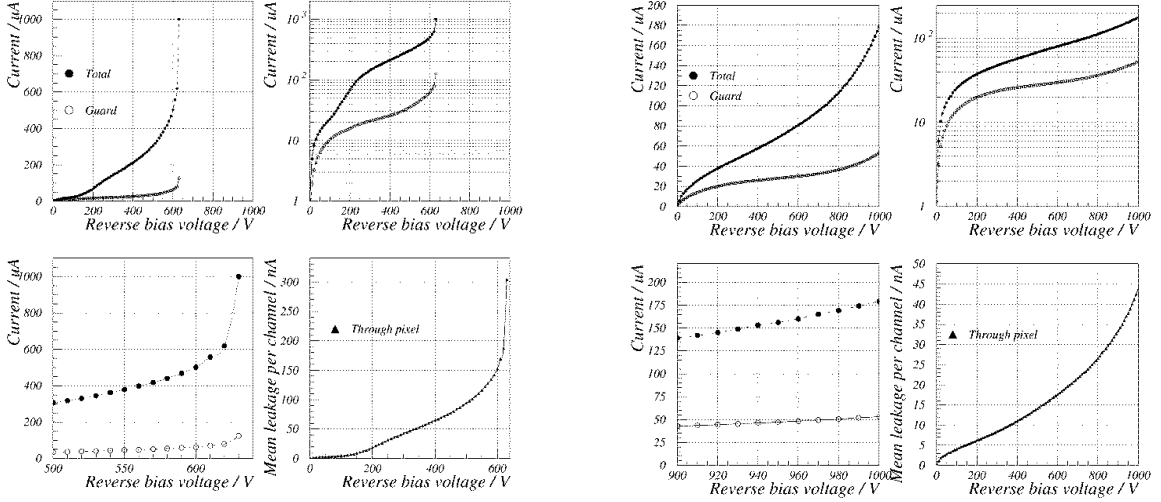 Current / uA
1000
800
600
400
200
0
Total
Guard
0 200 400 600 800 1000
Reverse bias voltage / V
Current / uA
10³
10²
10
1
0 200 400 600 800 1000
Reverse bias voltage / V
Current / uA
200
180
160
140
120
100
80
60
40
20
0
Total
Guard
0 200 400 600 800 1000
Reverse bias voltage / V
Current / uA
10²
10
1
0 200 400 600 800 1000
Reverse bias voltage / V
Current / uA
1000
800
600
400
200
0
500 550 600
Reverse bias voltage / V
Mean leakage per channel / nA
300
250
200
150
100
50
0
Through pixel
0 200 400 600
Reverse bias voltage / V
Current / uA
200
175
150
125
100
75
50
25
0
900 920 940 960 980 1000
Reverse bias voltage / V
Mean leakage per channel / nA
50
45
40
35
30
25
20
15
10
5
0
Through pixel
0 200 400 600 800 1000
Reverse bias voltage / V